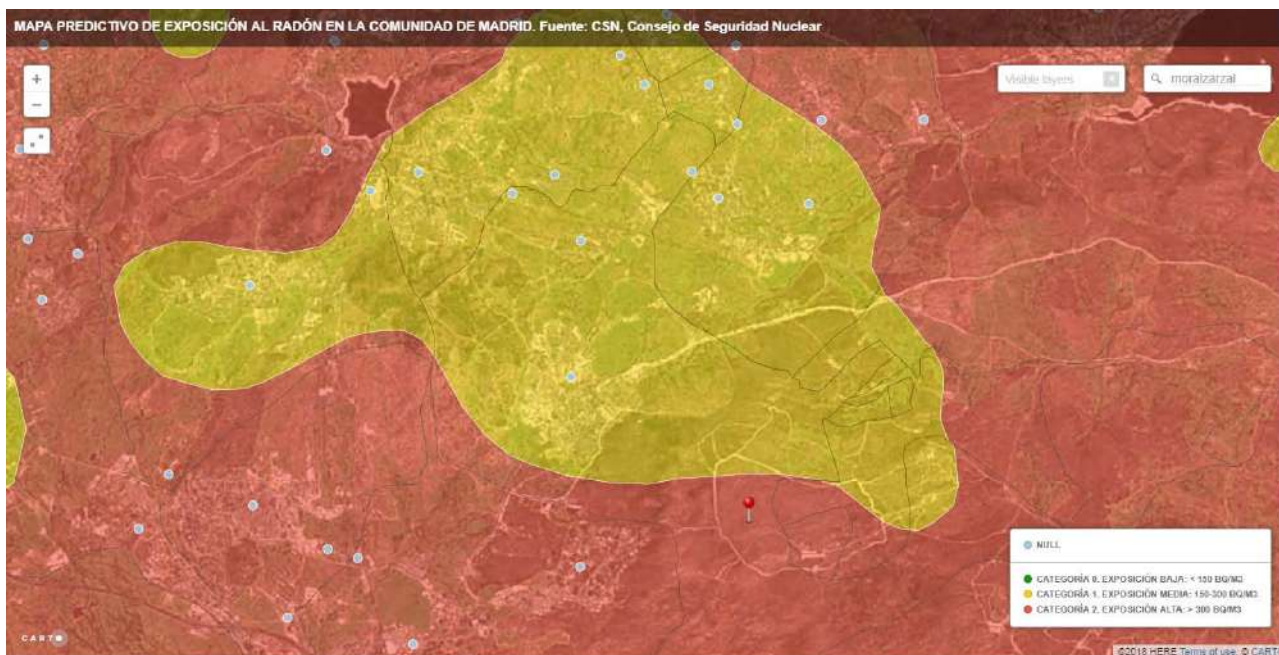 MAPA PREDICTIVO DE EXPOSICIÓN AL RADÓN EN LA COMUNIDAD DE MADRID. Fuente: CSN, Consejo de Seguridad Nuclear
+
−
Visible layers
moralzarzal
NULL
CATEGORÍA 0. EXPOSICIÓN BAJA: < 150 BQ/M3
CATEGORÍA 1. EXPOSICIÓN MEDIA: 150-300 BQ/M3
CATEGORÍA 2. EXPOSICIÓN ALTA: > 300 BQ/M3
CARTO
©2018 HERE Terms of use, © CARTO